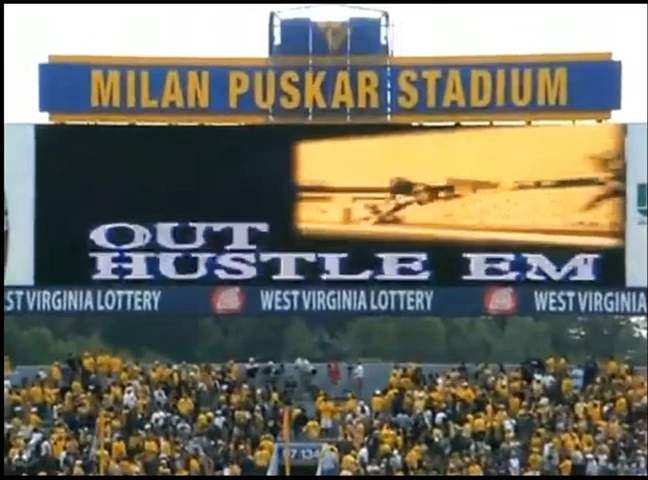 MILAN PUSKAR STADIUM
OUT
HUSTLE EM
ST VIRGINIA LOTTERY WEST VIRGINIA LOTTERY WEST VIRGINIA